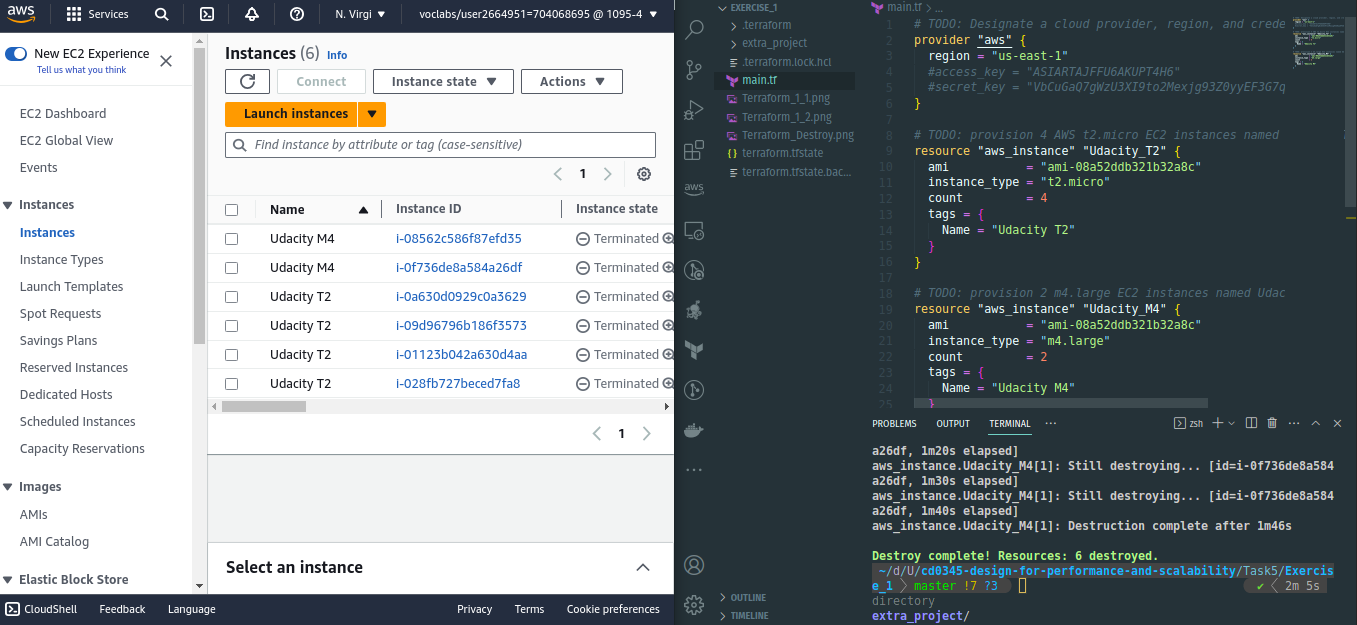 aws
Services
N. Virgi
voclabs/user2664951=704068695 @ 1095-4
New EC2 Experience
Tell us what you think
EC2 Dashboard
EC2 Global View
Events
Instances
Instances
Instance Types
Launch Templates
Spot Requests
Savings Plans
Reserved Instances
Dedicated Hosts
Scheduled Instances
Capacity Reservations
Images
AMIs
AMI Catalog
Elastic Block Store
Instances (6) Info
Connect
Instance state
Actions
Launch instances
Find instance by attribute or tag (case-sensitive)
1
Name Instance ID Instance state
Udacity M4 i-08562c586f87efd35 Terminated
Udacity M4 i-0f736de8a584a26df Terminated
Udacity T2 i-0a630d0929c0a3629 Terminated
Udacity T2 i-09d96796b186f3573 Terminated
Udacity T2 i-01123b042a630d4aa Terminated
Udacity T2 i-028fb727beced7fa8 Terminated
1
Select an instance
CloudShell Feedback Language Privacy Terms Cookie preferences
aws
EXERCISE_1
.terraform
extra_project
.terraform.lock.hcl
main.tf
Terraform_1_1.png
Terraform_1_2.png
Terraform_Destroy.png
terraform.tfstate
terraform.tfstate.bac...
OUTLINE
TIMELINE
main.tf > ...
1 # TODO: Designate a cloud provider, region, and crede
2 provider "aws" {
3 region = "us-east-1"
4 #access_key = "ASIARTAJFFU6AKUPT4H6"
5 #secret_key = "VbCuGaQ7gWzU3XI9to2Mexjg93Z0yyEF3G7q
6 }
7
8 # TODO: provision 4 AWS t2.micro EC2 instances named
9 resource "aws_instance" "Udacity_T2" {
10 ami = "ami-08a52ddb321b32a8c"
11 instance_type = "t2.micro"
12 count = 4
13 tags = {
14 Name = "Udacity T2"
15 }
16 }
17
18 # TODO: provision 2 m4.large EC2 instances named Udac
19 resource "aws_instance" "Udacity_M4" {
20 ami = "ami-08a52ddb321b32a8c"
21 instance_type = "m4.large"
22 count = 2
23 tags = {
24 Name = "Udacity M4"
25 }
PROBLEMS OUTPUT TERMINAL ... zsh
a26df, 1m20s elapsed]
aws_instance.Udacity_M4[1]: Still destroying... [id=i-0f736de8a584
a26df, 1m30s elapsed]
aws_instance.Udacity_M4[1]: Still destroying... [id=i-0f736de8a584
a26df, 1m40s elapsed]
aws_instance.Udacity_M4[1]: Destruction complete after 1m46s
Destroy complete! Resources: 6 destroyed.
~/d/U/cd0345-design-for-performance-and-scalability/Task5/Exercis
e_1 master !7 ?3 ✔ 2m 5s
directory
extra_project/